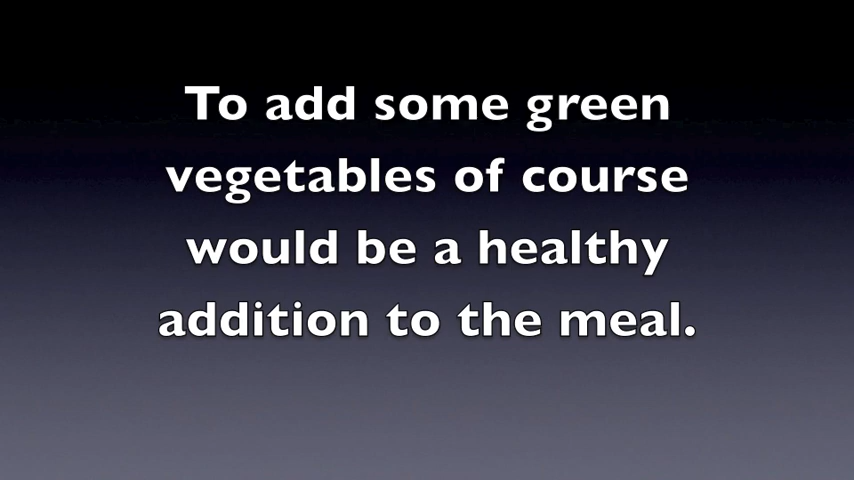 To add some green
vegetables of course
would be a healthy
addition to the meal.